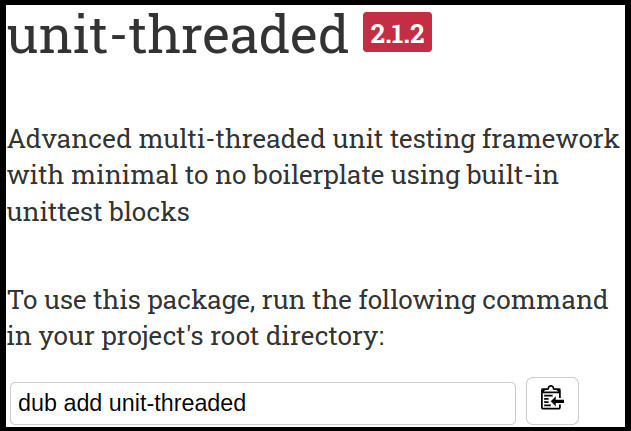 unit-threaded 2.1.2
Advanced multi-threaded unit testing framework
with minimal to no boilerplate using built-in
unittest blocks
To use this package, run the following command
in your project's root directory:
dub add unit-threaded